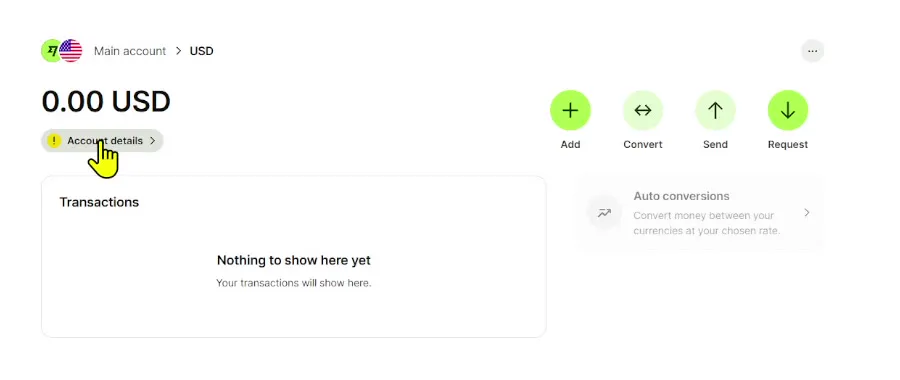 Main account > USD
...
0.00 USD
! Account details >
Add
Convert
Send
Request
Transactions
Nothing to show here yet
Your transactions will show here.
Auto conversions
Convert money between your
currencies at your chosen rate.